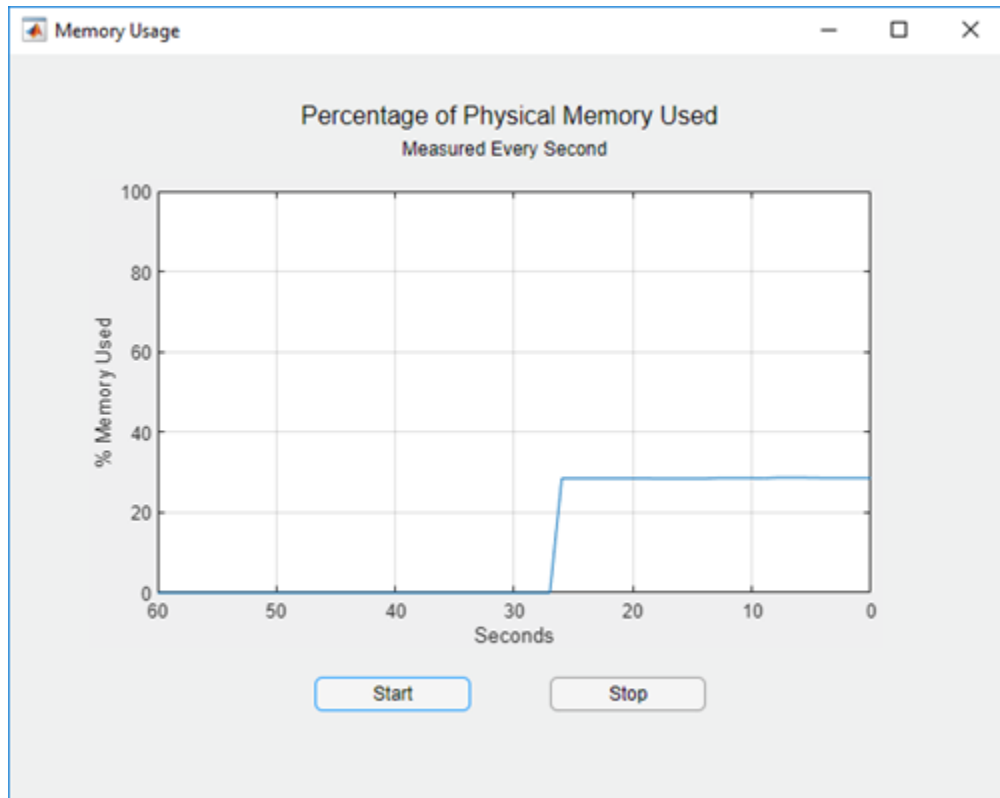 Memory Usage
Percentage of Physical Memory Used
Measured Every Second
100
80
60
40
20
0
% Memory Used
60 50 40 30 20 10 0
Seconds
Start Stop